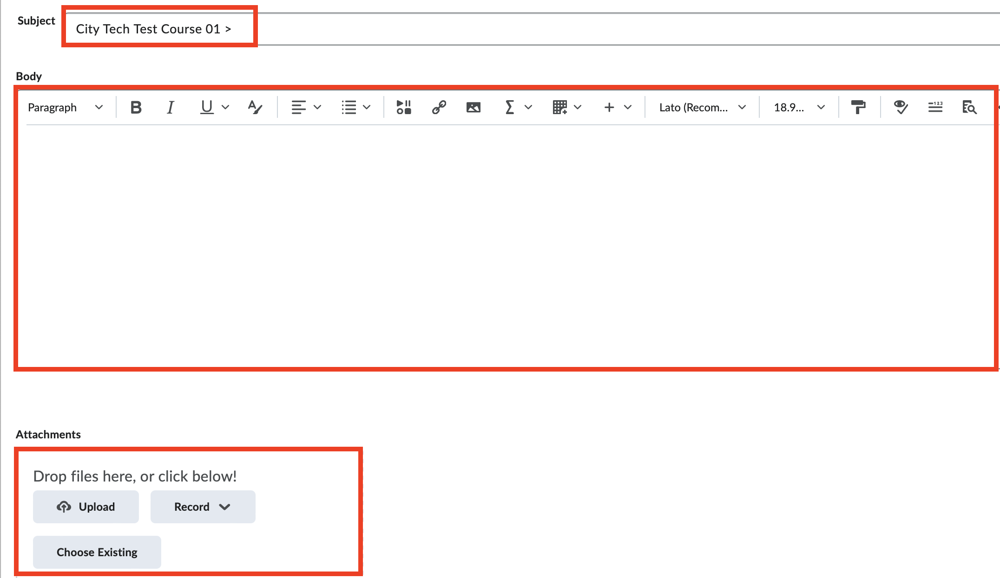 Subject
City Tech Test Course 01 >
Body
Paragraph B I U A Lato (Recom... 18.9...
Attachments
Drop files here, or click below!
Upload Record
Choose Existing